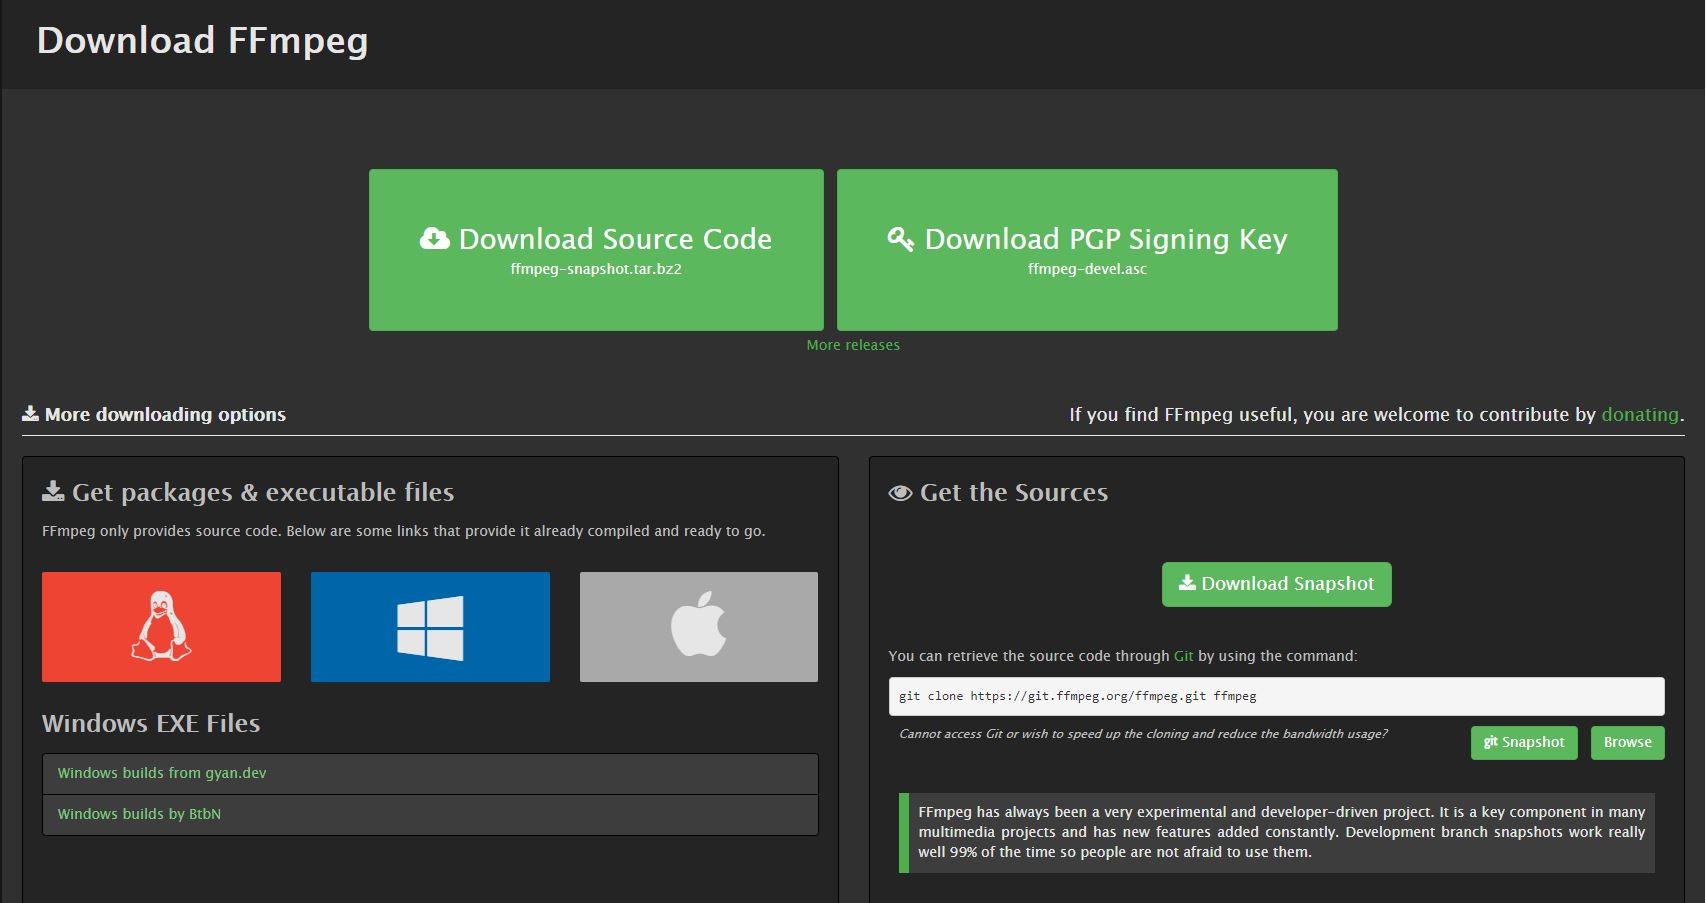 Download FFmpeg
Download Source Code
ffmpeg-snapshot.tar.bz2
Download PGP Signing Key
ffmpeg-devel.asc
More releases
More downloading options
If you find FFmpeg useful, you are welcome to contribute by donating.
Get packages & executable files
FFmpeg only provides source code. Below are some links that provide it already compiled and ready to go.
Windows EXE Files
Windows builds from gyan.dev
Windows builds by BtbN
Get the Sources
Download Snapshot
You can retrieve the source code through Git by using the command:
git clone https://git.ffmpeg.org/ffmpeg.git ffmpeg
Cannot access Git or wish to speed up the cloning and reduce the bandwidth usage?
git Snapshot
Browse
FFmpeg has always been a very experimental and developer-driven project. It is a key component in many
multimedia projects and has new features added constantly. Development branch snapshots work really
well 99% of the time so people are not afraid to use them.